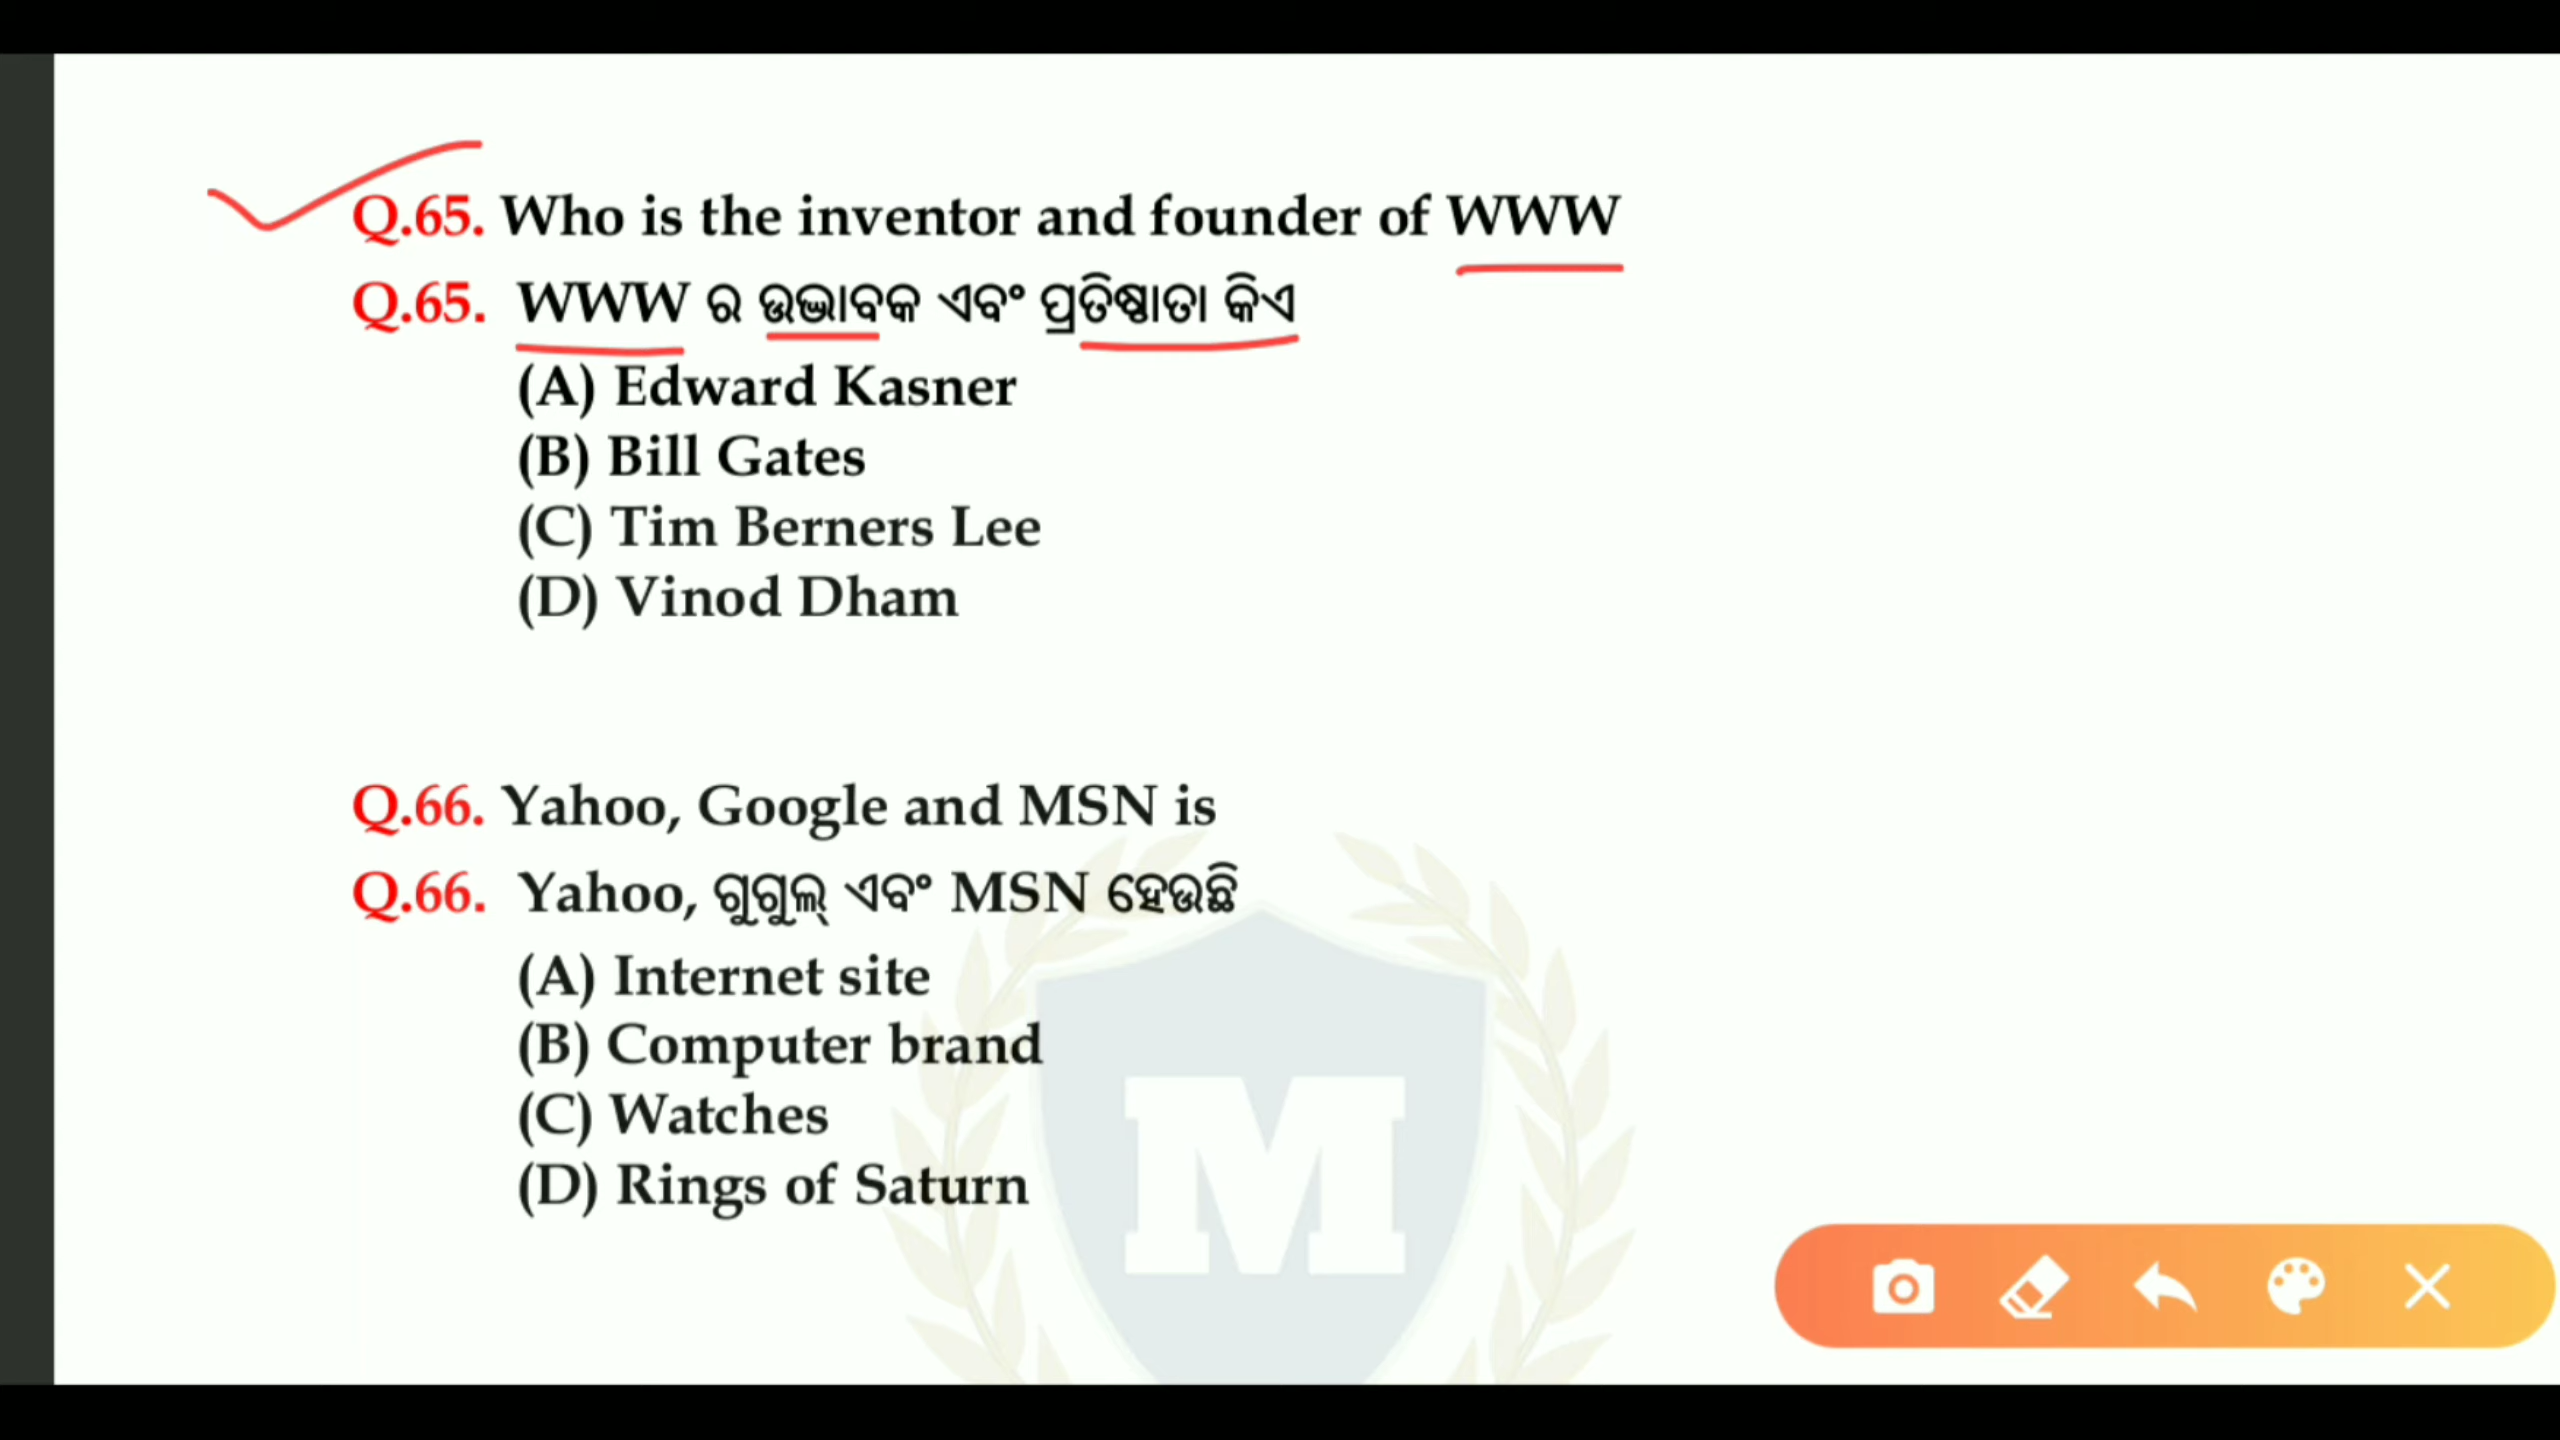 Q.65. Who is the inventor and founder of WWW
Q.65. WWW ର ଉଦ୍ଭାବକ ଏବଂ ପ୍ରତିଷ୍ଠାତା କିଏ
(A) Edward Kasner
(B) Bill Gates
(C) Tim Berners Lee
(D) Vinod Dham
Q.66. Yahoo, Google and MSN is
Q.66. Yahoo, ଗୁଗୁଲ୍ ଏବଂ MSN ହେଉଛି
(A) Internet site
(B) Computer brand
(C) Watches
(D) Rings of Saturn
M